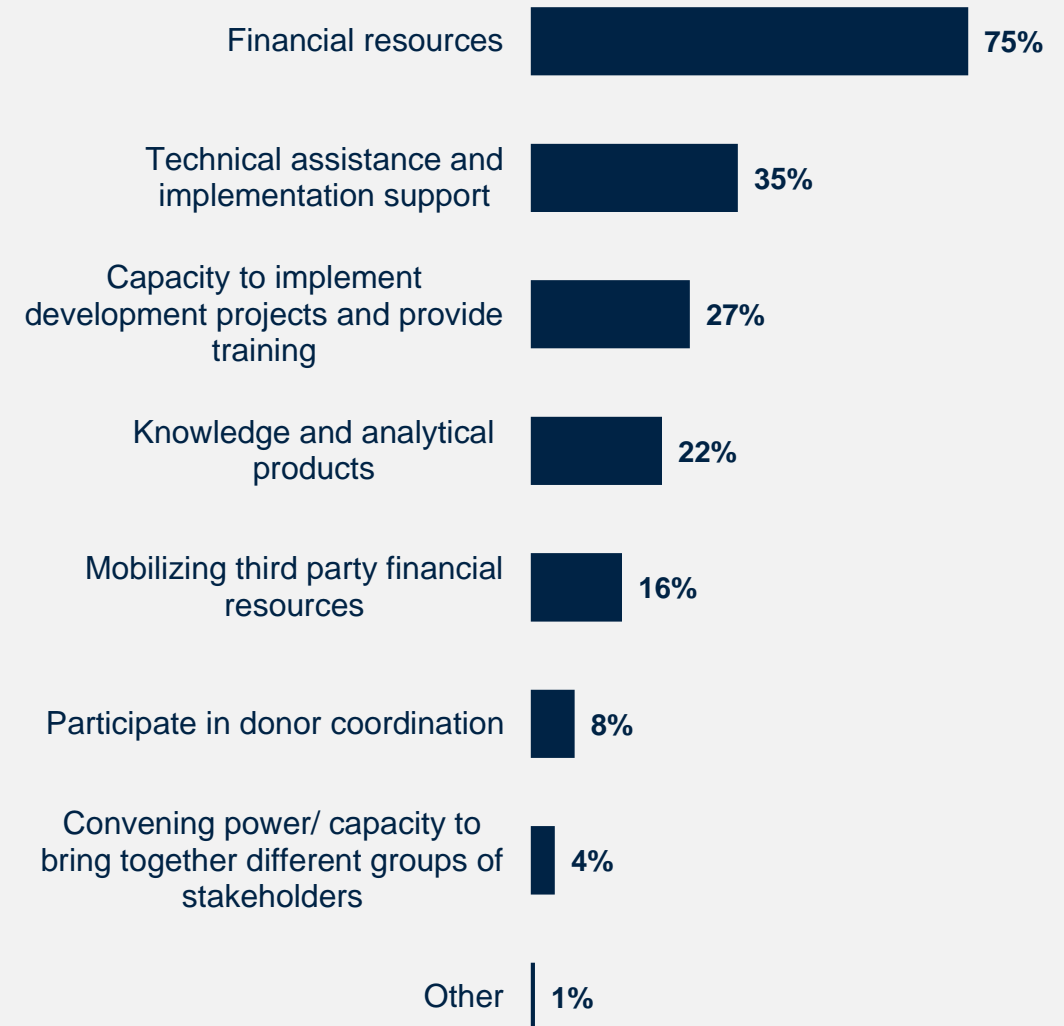 Financial resources
75%
Technical assistance and
implementation support
35%
Capacity to implement
development projects and provide
training
27%
Knowledge and analytical
products
22%
Mobilizing third party financial
resources
16%
Participate in donor coordination
8%
Convening power/ capacity to
bring together different groups of
stakeholders
4%
Other
1%